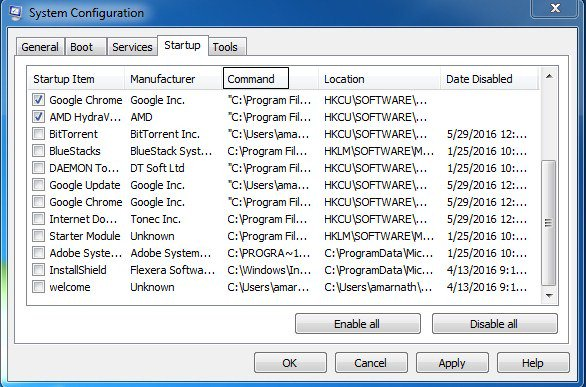 System Configuration
General Boot Services Startup Tools
Startup Item Manufacturer Command Location Date Disabled
Google Chrome Google Inc. "C:\Program Fil... HKCU\SOFTWARE\...
AMD HydraV... AMD "C:\Program Fil... HKCU\SOFTWARE\...
BitTorrent BitTorrent Inc. "C:\Users\ama... HKCU\SOFTWARE\... 5/29/2016 12:...
BlueStacks BlueStack Syst... C:\Program Fil... HKLM\SOFTWARE\M... 1/25/2016 10:...
DAEMON To... DT Soft Ltd "C:\Program Fil... HKCU\SOFTWARE\... 1/25/2016 10:...
Google Update Google Inc. "C:\Users\ama... HKCU\SOFTWARE\... 5/29/2016 12:...
Google Chrome Google Inc. "C:\Program Fil... HKCU\SOFTWARE\... 5/29/2016 12:...
Internet Do... Tonec Inc. C:\Program Fil... HKCU\SOFTWARE\... 5/29/2016 12:...
Starter Module Unknown C:\Program Fil... HKLM\SOFTWARE\M... 1/25/2016 10:...
Adobe Syste... Adobe System... C:\PROGRA~1... C:\ProgramData\Mic... 1/25/2016 10:...
InstallShield Flexera Softwa... C:\Windows\In... C:\ProgramData\Mic... 4/13/2016 9:1...
welcome Unknown C:\Users\amar... C:\Users\amarnath\... 4/13/2016 9:1...
Enable all Disable all
OK Cancel Apply Help